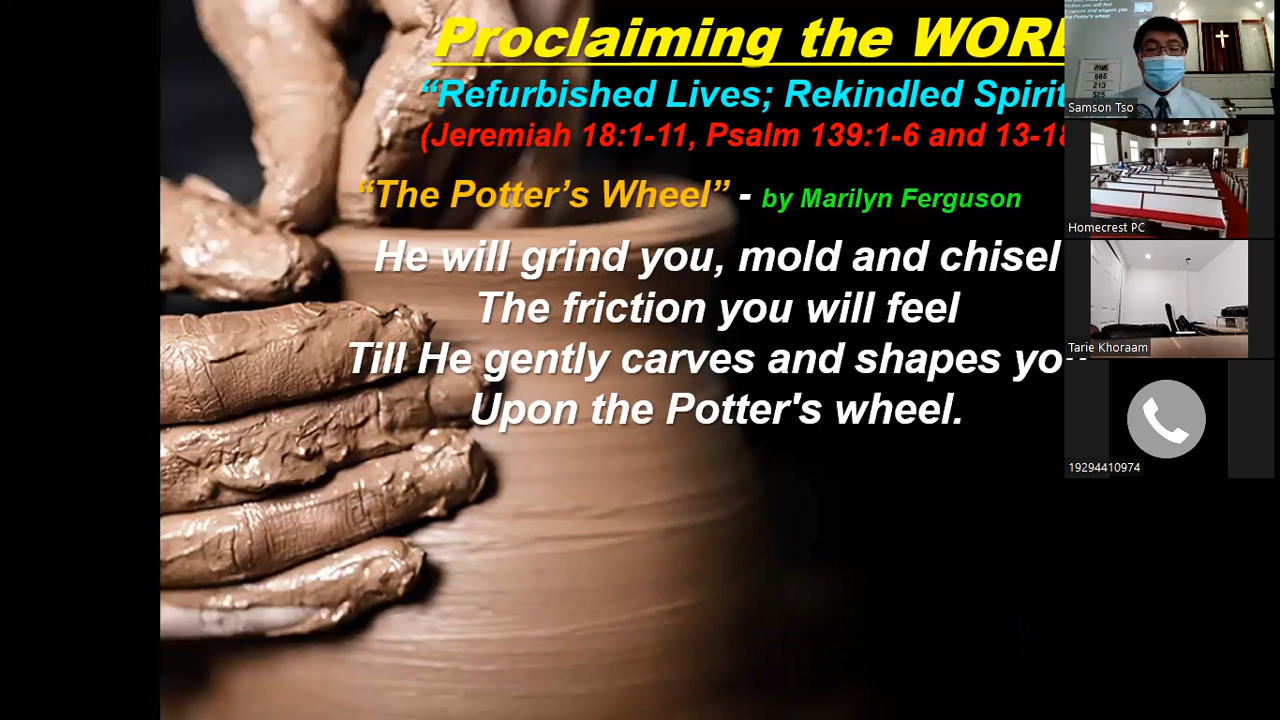 Proclaiming the WORD
“Refurbished Lives; Rekindled Spirit
(Jeremiah 18:1-11, Psalm 139:1-6 and 13-18
“The Potter’s Wheel” - by Marilyn Ferguson
He will grind you, mold and chisel
The friction you will feel
Till He gently carves and shapes you
Upon the Potter's wheel.
Samson Tso
Homecrest PC
Tarie Khoraam
19294410974